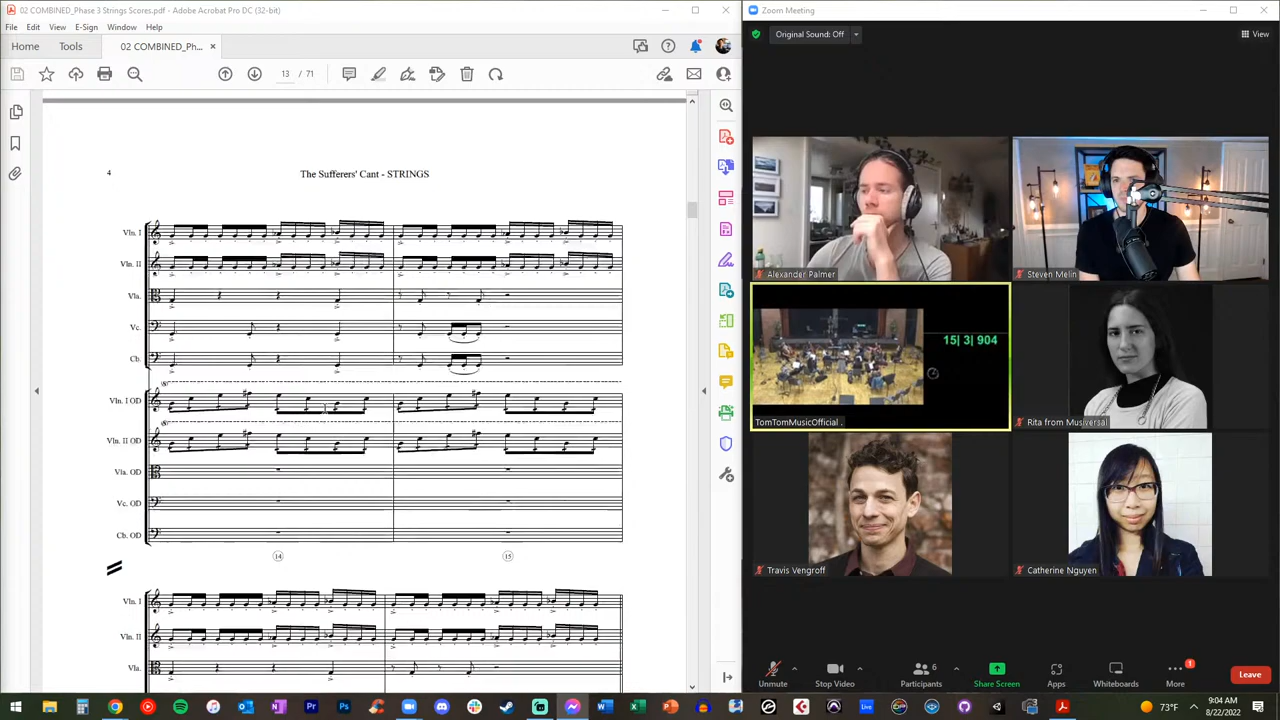 02 COMBINED_Phase 3 Strings Scores.pdf - Adobe Acrobat Pro DC (32-bit)
File Edit View E-Sign Window Help
Home Tools 02 COMBINED_Ph... ×
13 / 71
4
The Sufferers' Cant - STRINGS
Vln. I
Vln. II
Vla.
Vc.
Cb.
Vln. I OD
Vln. II OD
Vla. OD
Vc. OD
Cb. OD
14 15
Vln. I
Vln. II
Vla.
Zoom Meeting
Original Sound: Off
View
Alexander Palmer
Steven Melin
15| 3| 904
TomTomMusicOfficial .
Rita from Musiversal
Travis Vengroff
Catherine Nguyen
6
1
Unmute Stop Video Participants Share Screen Apps Whiteboards More
Leave
73°F
9:04 AM
8/22/2022